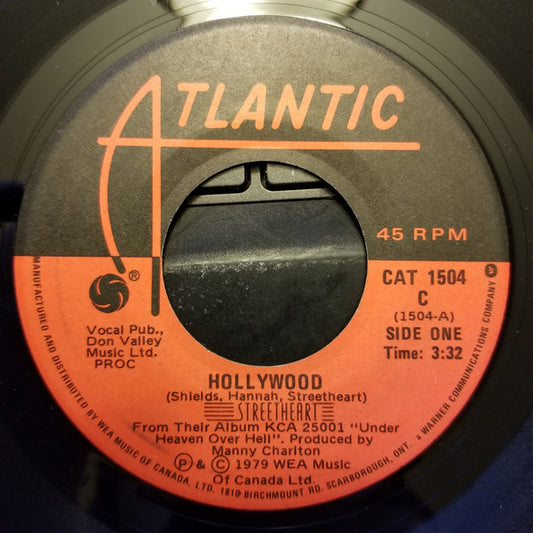 ATLANTIC
45 RPM
®
Vocal Pub.,
Don Valley
Music Ltd.
PROC
CAT 1504
C
(1504-A)
SIDE ONE
Time: 3:32
HOLLYWOOD
(Shields, Hannah, Streetheart)
STREETHEART
From Their Album KCA 25001 "Under
Heaven Over Hell". Produced by
Manny Charlton
℗ & © 1979 WEA Music
Of Canada Ltd
MANUFACTURED AND DISTRIBUTED BY WEA MUSIC OF CANADA, LTD. 1810 BIRCHMOUNT RD. SCARBOROUGH, ONT. a WARNER COMMUNICATIONS COMPANY